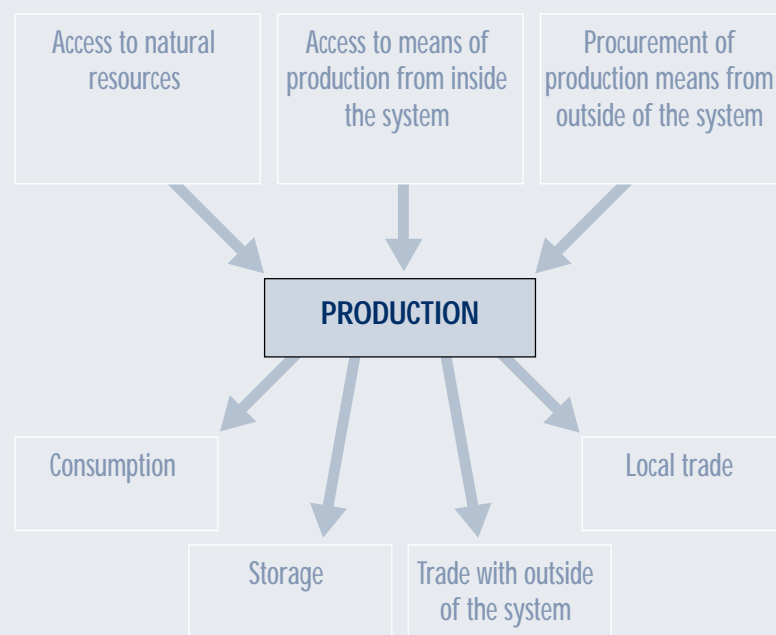 Access to natural
resources
Access to means of
production from inside
the system
Procurement of
production means from
outside of the system
PRODUCTION
Consumption
Local trade
Storage
Trade with outside
of the system